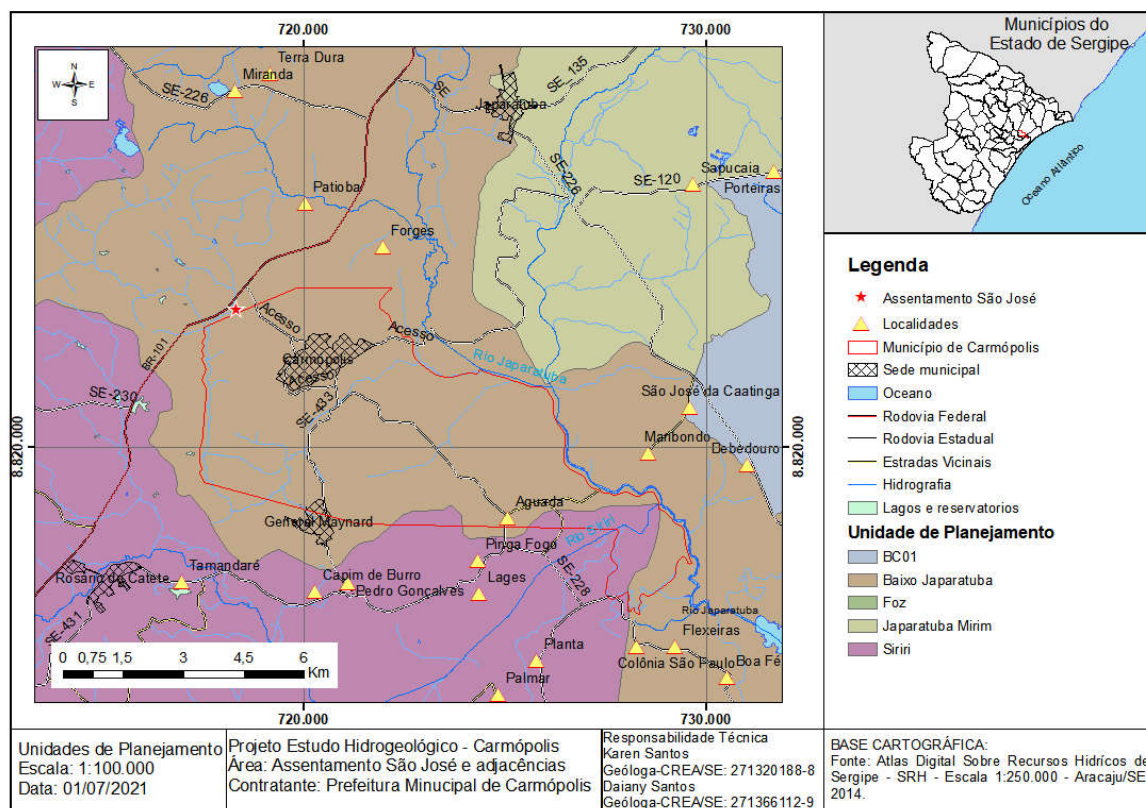 720.000
730.000
N
W
E
S
Terra Dura
Miranda
SE-226
SE
SE_135
Japaratuba
SE-226
Sapucaia
SE-120
Porteiras
Patioba
Forges
Acesso
Acesso
Carmópolis
Acesso
BR-101
SE-230
SE-433
Rio Japaratuba
São José da Caatinga
Maribondo
Bebedouro
8.820.000
8.820.000
Aguada
General Maynard
Rio Siriri
Pinga Fogo
Rosário do Catete
Tamandaré
Capim de Burro
Lages
Pedro Gonçalves
SE-228
SE-431
Rio Japaratuba
Flexeiras
Planta
Colônia São Paulo
Boa Fé
Palmar
0 0,75 1,5 3 4,5 6
Km
720.000
730.000
Municípios do
Estado de Sergipe
Oceano Atlântico
Legenda
Assentamento São José
Localidades
Município de Carmópolis
Sede municipal
Oceano
Rodovia Federal
Rodovia Estadual
Estradas Vicinais
Hidrografia
Lagos e reservatorios
Unidade de Planejamento
BC01
Baixo Japaratuba
Foz
Japaratuba Mirim
Siriri
Unidades de Planejamento
Escala: 1:100.000
Data: 01/07/2021
Projeto Estudo Hidrogeológico - Carmópolis
Área: Assentamento São José e adjacências
Contratante: Prefeitura Minucipal de Carmópolis
Responsabilidade Técnica
Karen Santos
Geóloga-CREA/SE: 271320188-8
Daiany Santos
Geóloga-CREA/SE: 271366112-9
BASE CARTOGRÁFICA:
Fonte: Atlas Digital Sobre Recursos Hidrícos de
Sergipe - SRH - Escala 1:250.000 - Aracaju/SE,
2014.